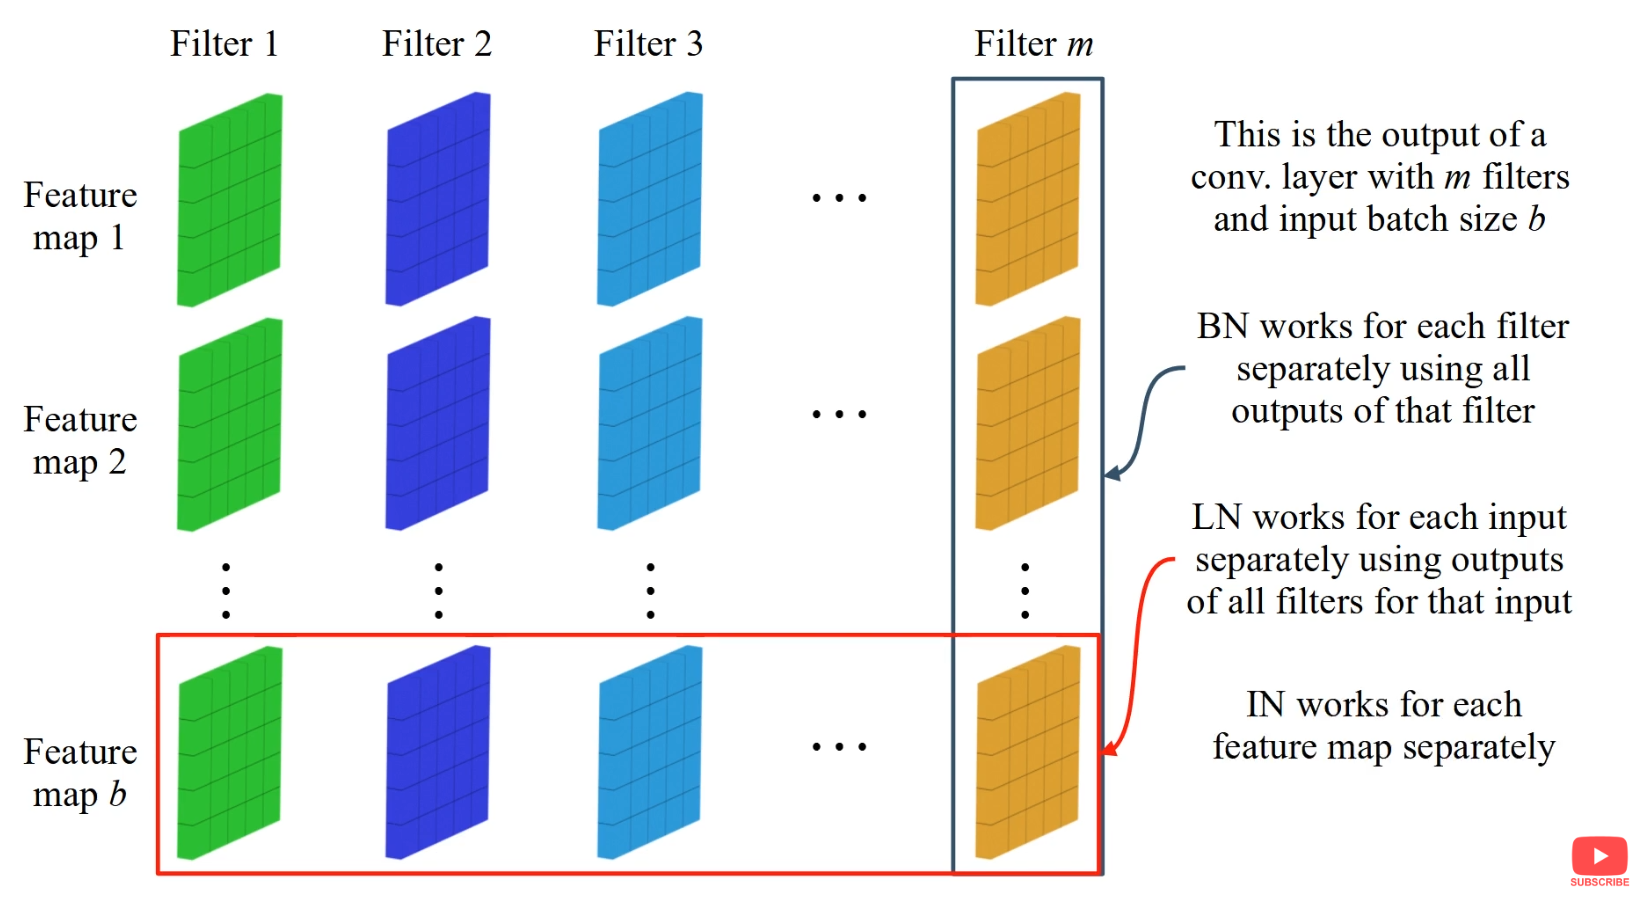 Filter 1
Filter 2
Filter 3
Filter m
Feature
map 1
Feature
map 2
Feature
map b
This is the output of a
conv. layer with m filters
and input batch size b
BN works for each filter
separately using all
outputs of that filter
LN works for each input
separately using outputs
of all filters for that input
IN works for each
feature map separately
SUBSCRIBE